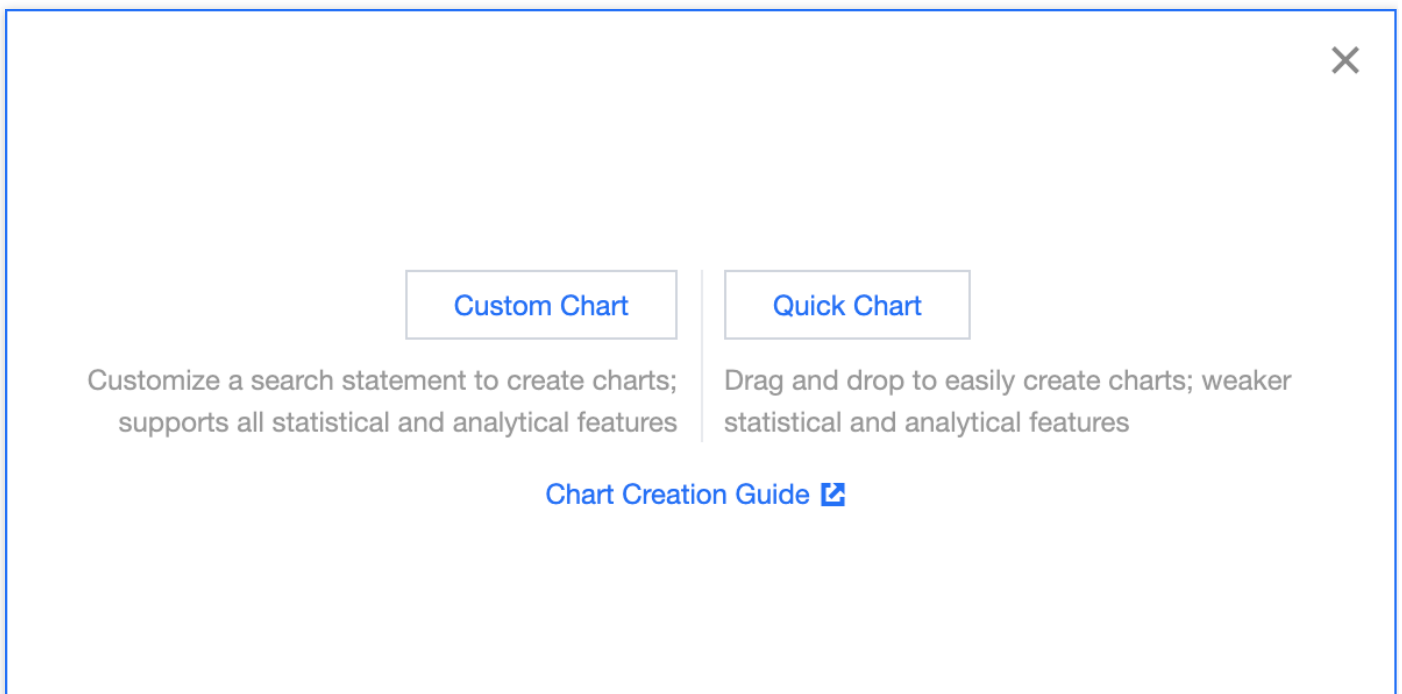 Custom Chart
Customize a search statement to create charts;
supports all statistical and analytical features
Quick Chart
Drag and drop to easily create charts; weaker
statistical and analytical features
Chart Creation Guide